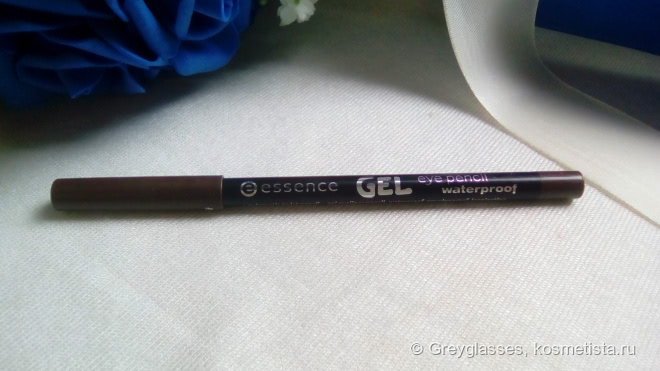 essence GEL eye pencil
waterproof
© Greyglasses, kosmetista.ru